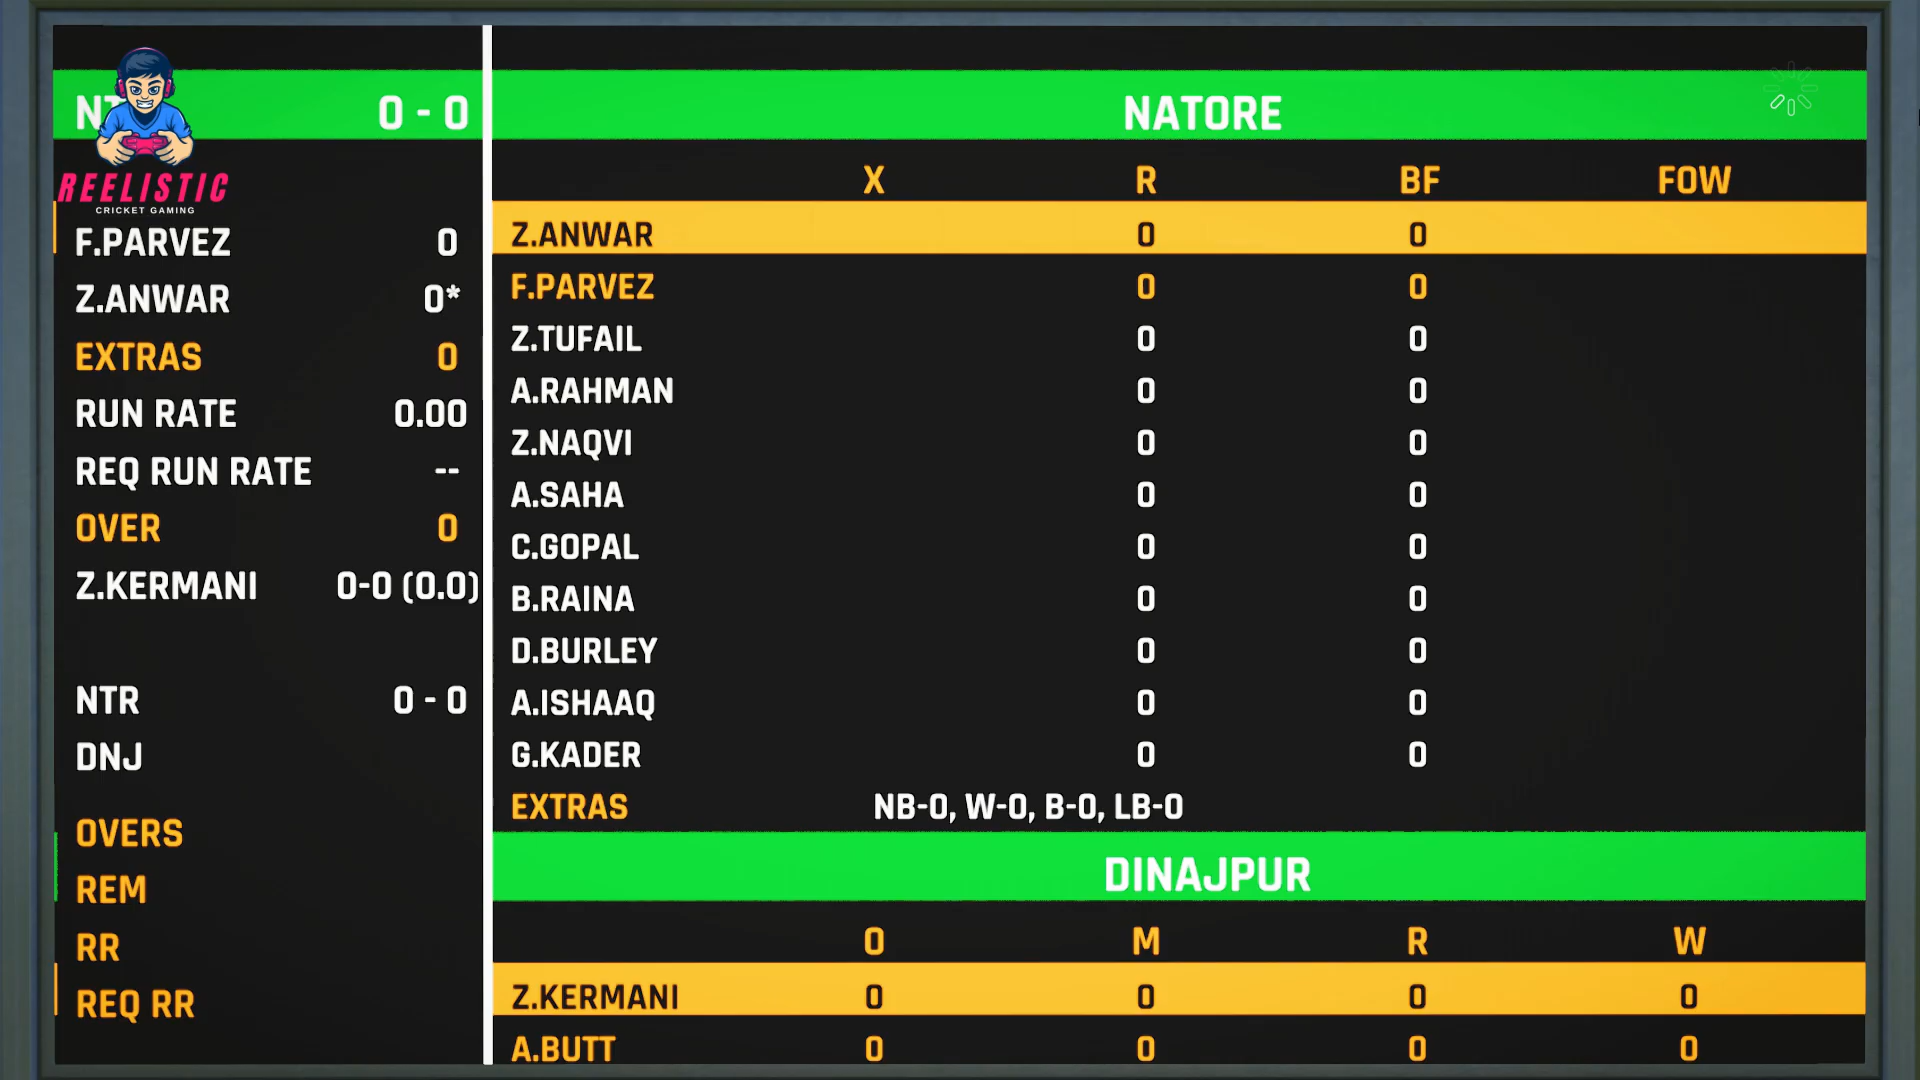 NT 0 - 0
REELISTIC
CRICKET GAMING
F.PARVEZ 0
Z.ANWAR 0*
EXTRAS 0
RUN RATE 0.00
REQ RUN RATE --
OVER 0
Z.KERMANI 0-0 (0.0)
NTR 0 - 0
DNJ
OVERS
REM
RR
REQ RR
NATORE
X R BF FOW
Z.ANWAR 0 0
F.PARVEZ 0 0
Z.TUFAIL 0 0
A.RAHMAN 0 0
Z.NAQVI 0 0
A.SAHA 0 0
C.GOPAL 0 0
B.RAINA 0 0
D.BURLEY 0 0
A.ISHAAQ 0 0
G.KADER 0 0
EXTRAS NB-0, W-0, B-0, LB-0
DINAJPUR
O M R W
Z.KERMANI 0 0 0 0
A.BUTT 0 0 0 0